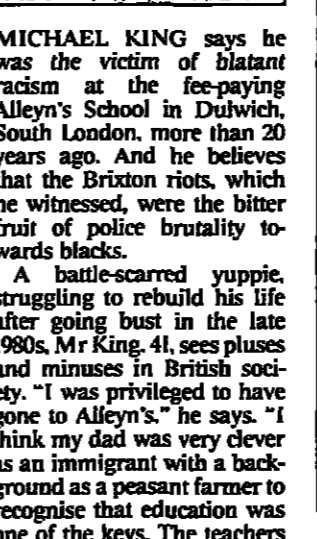 MICHAEL KING says he
was the victim of blatant
racism at the fee-paying
Alleyn's School in Dulwich,
South London, more than 20
years ago. And he believes
that the Brixton riots, which
he witnessed, were the bitter
fruit of police brutality to-
wards blacks.
A battle-scarred yuppie,
struggling to rebuild his life
after going bust in the late
1980s, Mr King, 41, sees pluses
and minuses in British soci-
ety. "I was privileged to have
gone to Alleyn's," he says. "I
think my dad was very clever
as an immigrant with a back-
ground as a peasant farmer to
recognise that education was
one of the keys. The teachers